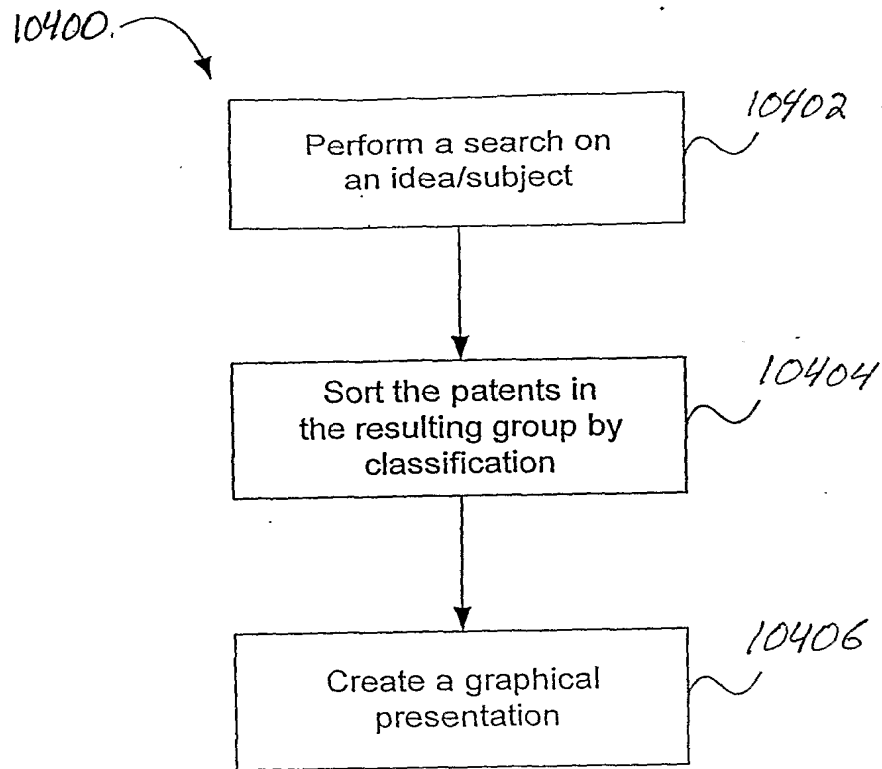 10400.
10402
Perform a search on
an idea/subject
10404
Sort the patents in
the resulting group by
classification
10406
Create a graphical
presentation